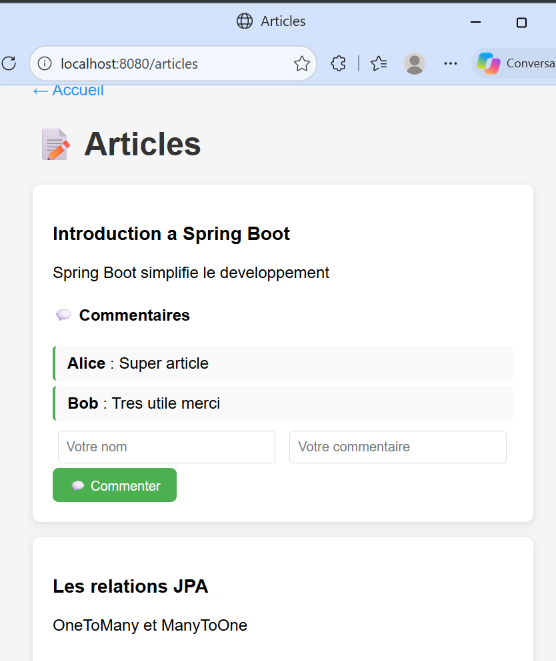 Articles
localhost:8080/articles
Conversa
← Accueil
Articles
Introduction a Spring Boot
Spring Boot simplifie le developpement
Commentaires
Alice : Super article
Bob : Tres utile merci
Votre nom Votre commentaire
Commenter
Les relations JPA
OneToMany et ManyToOne